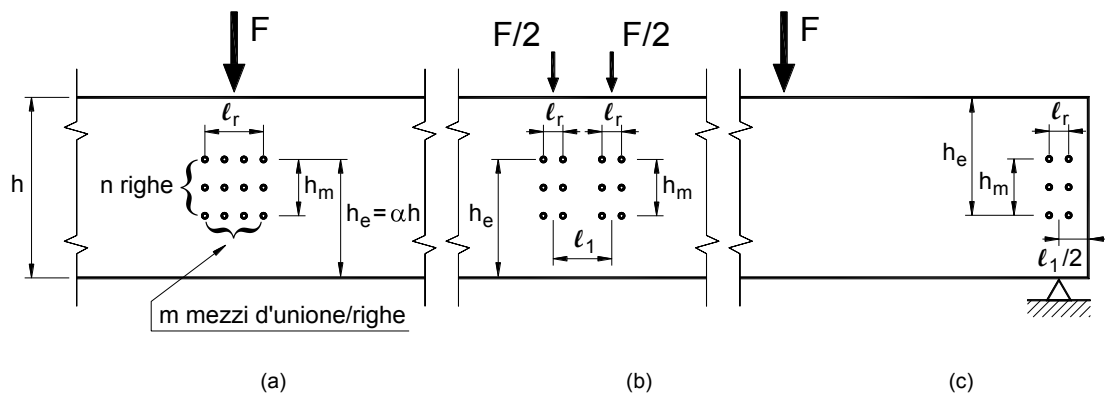 F
F/2 F/2
F
ℓr
ℓr ℓr
ℓr
h
n righe
hm
he = αh
he
hm
he
hm
ℓ1
ℓ1/2
m mezzi d'unione/righe
(a) (b) (c)